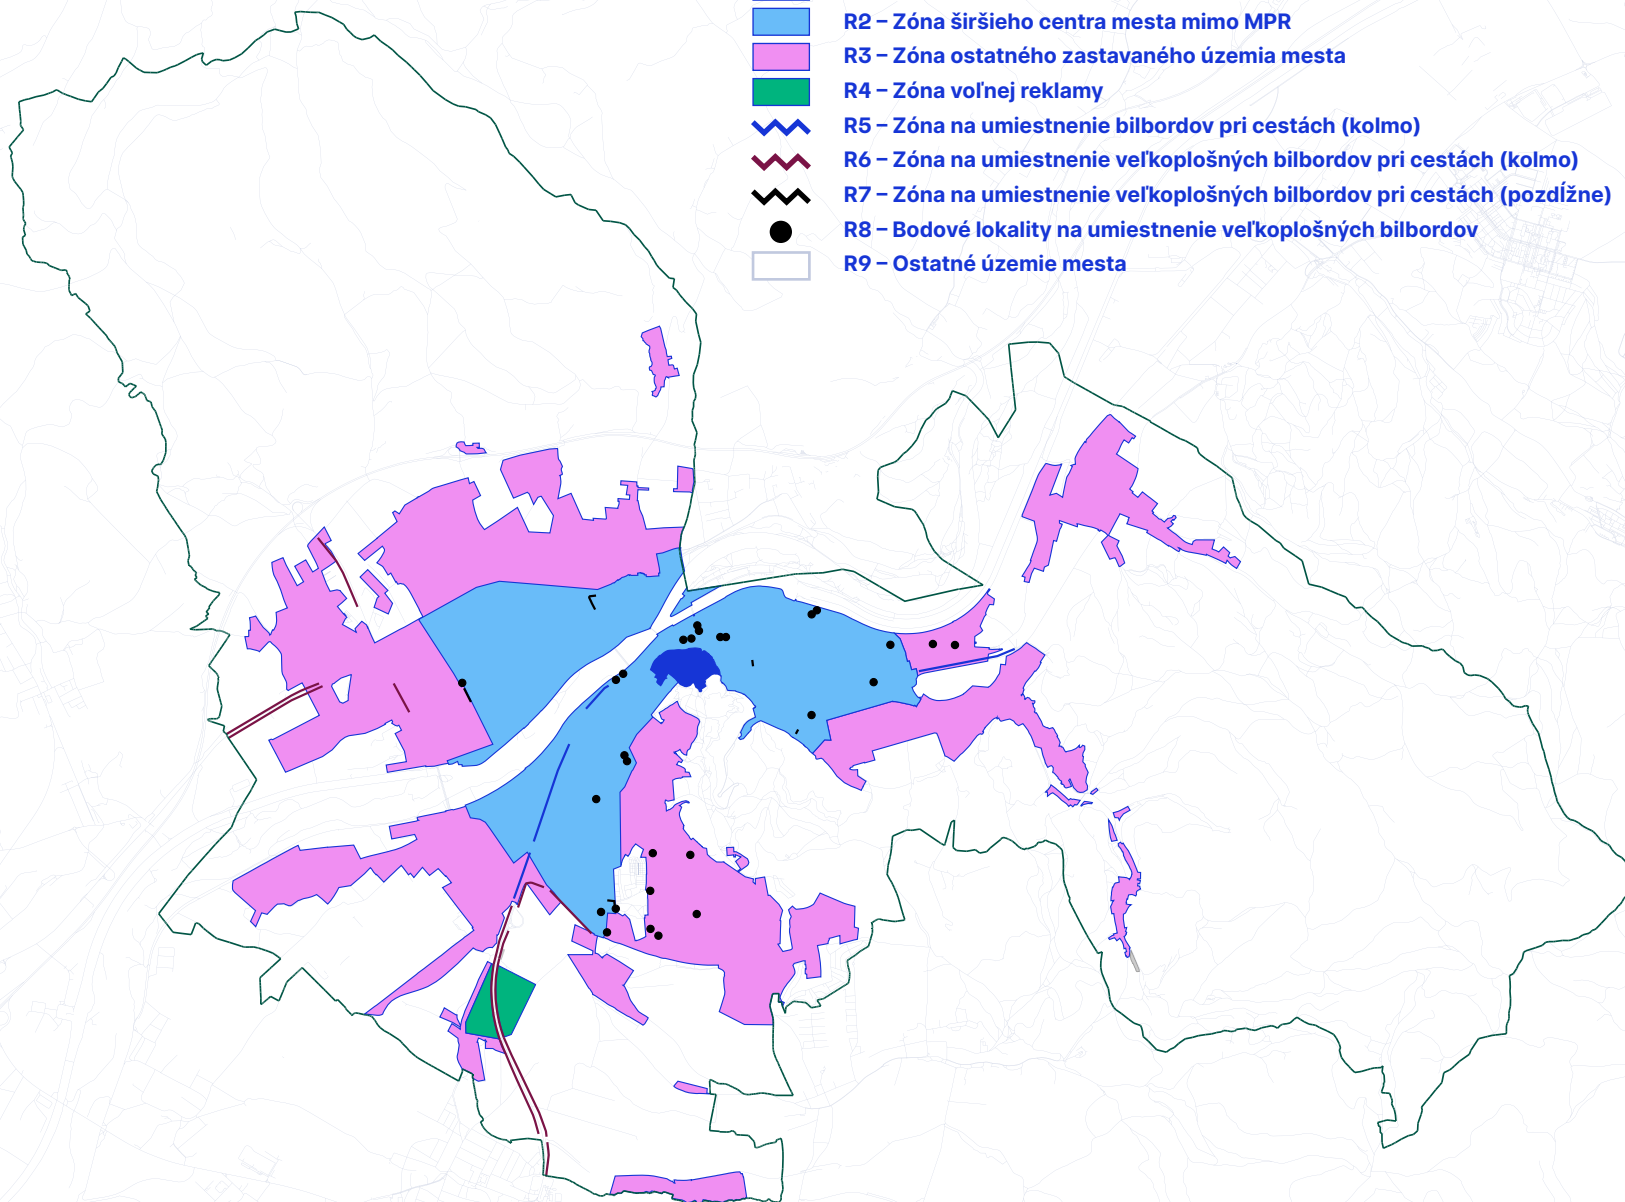 R2 – Zóna širšieho centra mesta mimo MPR
R3 – Zóna ostatného zastavaného územia mesta
R4 – Zóna voľnej reklamy
R5 – Zóna na umiestnenie bilbordov pri cestách (kolmo)
R6 – Zóna na umiestnenie veľkoplošných bilbordov pri cestách (kolmo)
R7 – Zóna na umiestnenie veľkoplošných bilbordov pri cestách (pozdĺžne)
R8 – Bodové lokality na umiestnenie veľkoplošných bilbordov
R9 – Ostatné územie mesta